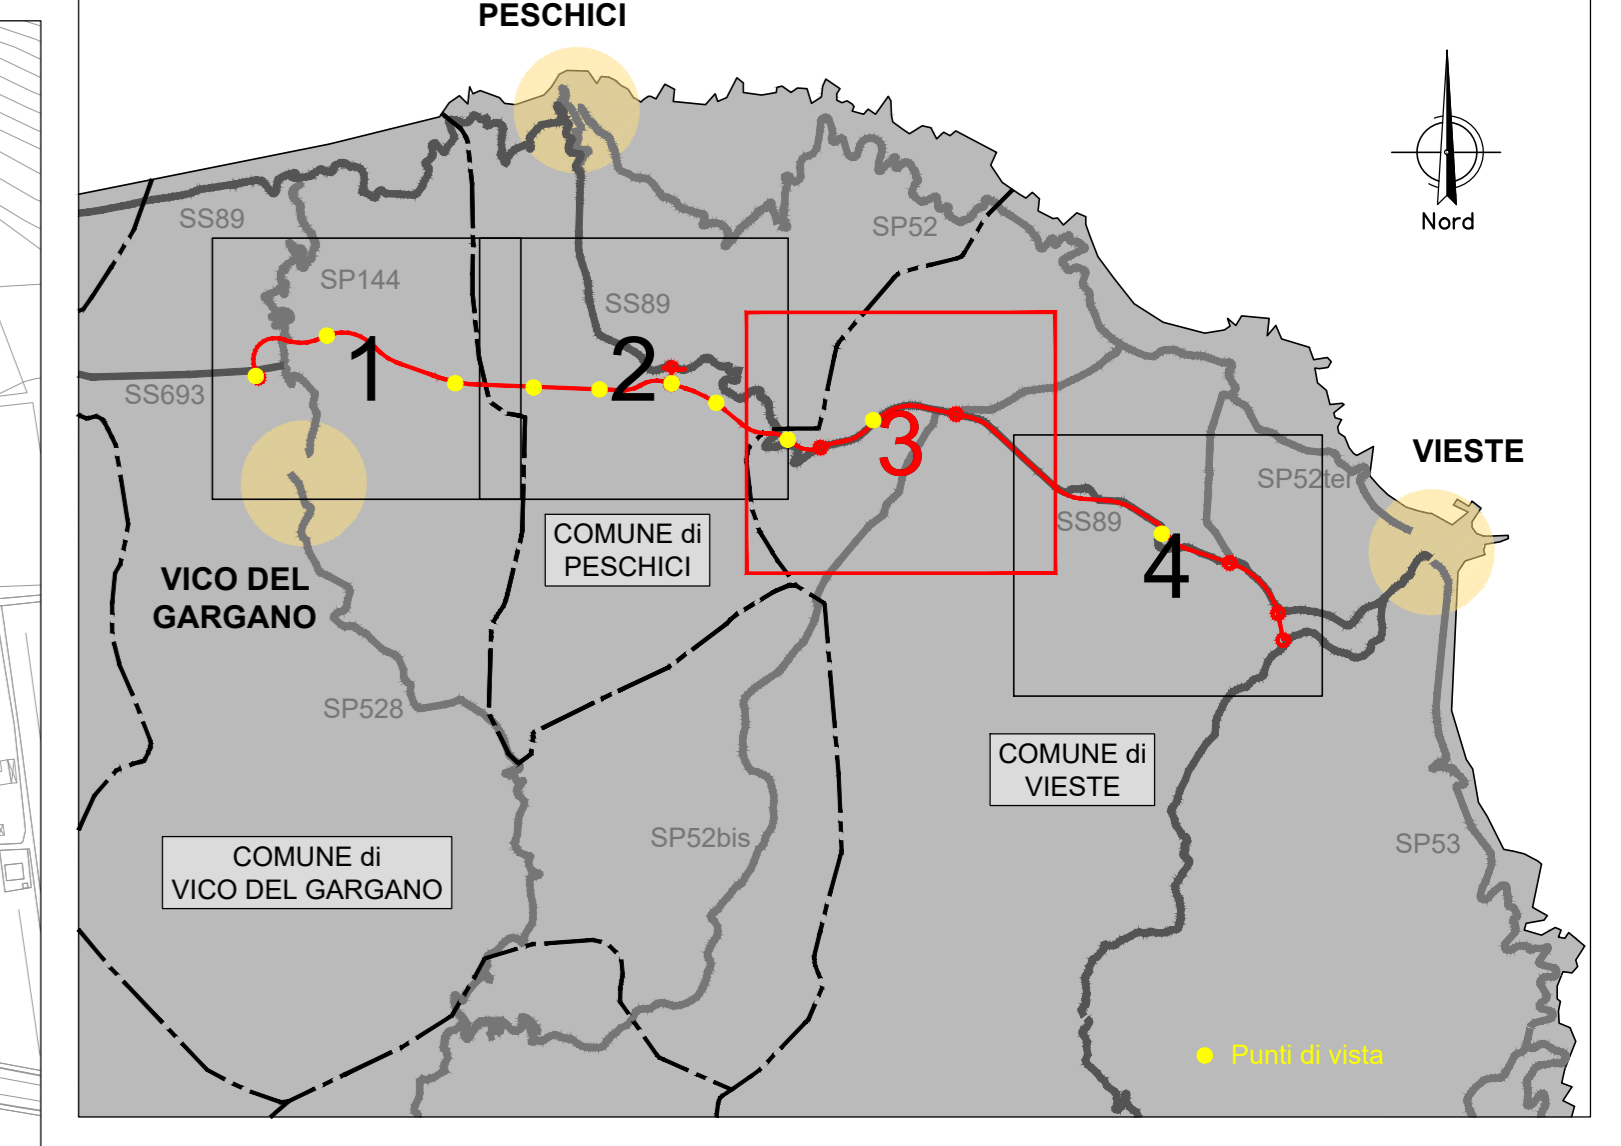 PESCHICI
Nord
SS89
SP52
SP144
SS89
1
2
SS693
3
VIESTE
SP52ter
SS89
COMUNE di
PESCHICI
4
VICO DEL
GARGANO
SP528
COMUNE di
VIESTE
SP52bis
SP53
COMUNE di
VICO DEL GARGANO
Punti di vista